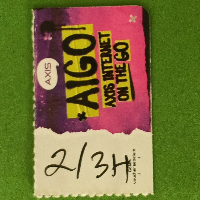 AXIS
AIGO!
AXIS INTERNET
ON THE GO
2/3H